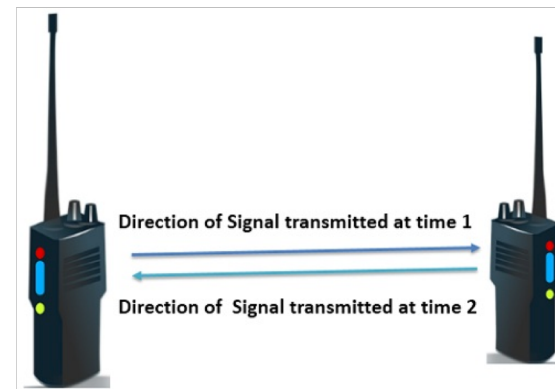 Direction of Signal transmitted at time 1
Direction of  Signal transmitted at time 2